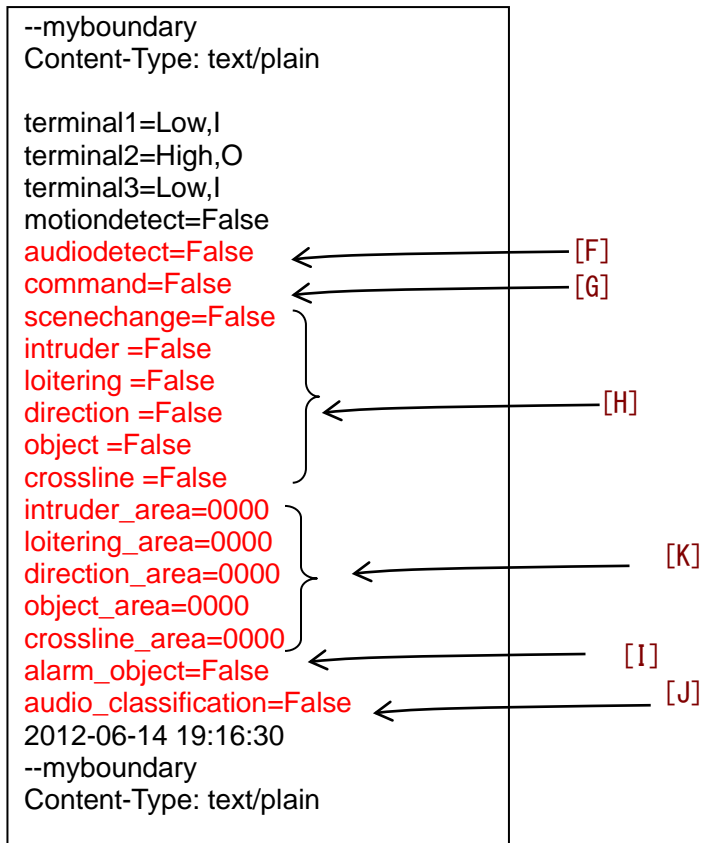 --myboundary
Content-Type: text/plain
terminal1=Low,I
terminal2=High,O
terminal3=Low,I
motiondetect=False
audiodetect=False
[F]
command=False
[G]
scenechange=False
intruder =False
loitering =False
direction =False
[H]
object =False
crossline =False
intruder_area=0000
loitering_area=0000
direction_area=0000
[K]
object_area=0000
crossline_area=0000
alarm_object=False
[I]
audio_classification=False
[J]
2012-06-14 19:16:30
--myboundary
Content-Type: text/plain